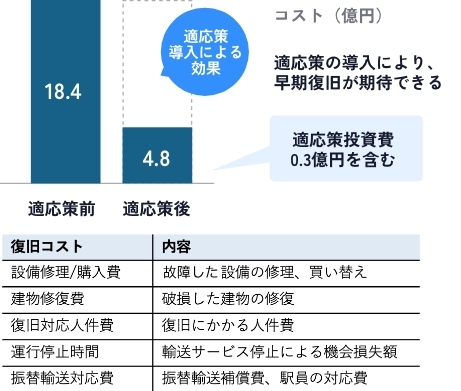 コスト（億円）
適応策
導入による
効果
適応策の導入により、
早期復旧が期待できる
18.4
4.8
適応策投資費
0.3億円を含む
適応策前 適応策後
復旧コスト 内容
設備修理/購入費 故障した設備の修理、買い替え
建物修復費 破損した建物の修復
復旧対応人件費 復旧にかかる人件費
運行停止時間 輸送サービス停止による機会損失額
振替輸送対応費 振替輸送補償費、駅員の対応費